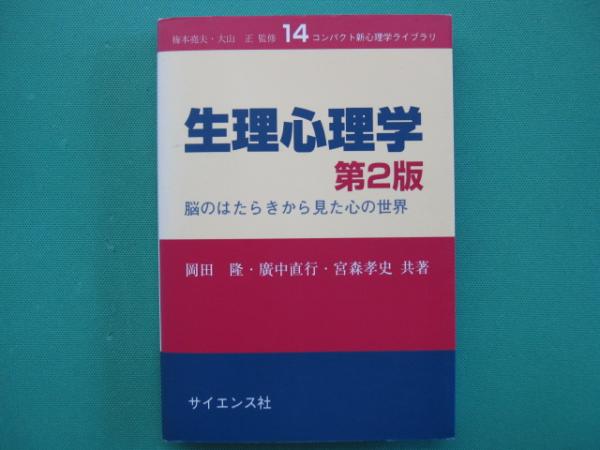 梅本堯夫・大山 正 監修 14 コンパクト新心理学ライブラリ
生理心理学
第2版
脳のはたらきから見た心の世界
岡田 隆・廣中直行・宮森孝史 共著
サイエンス社